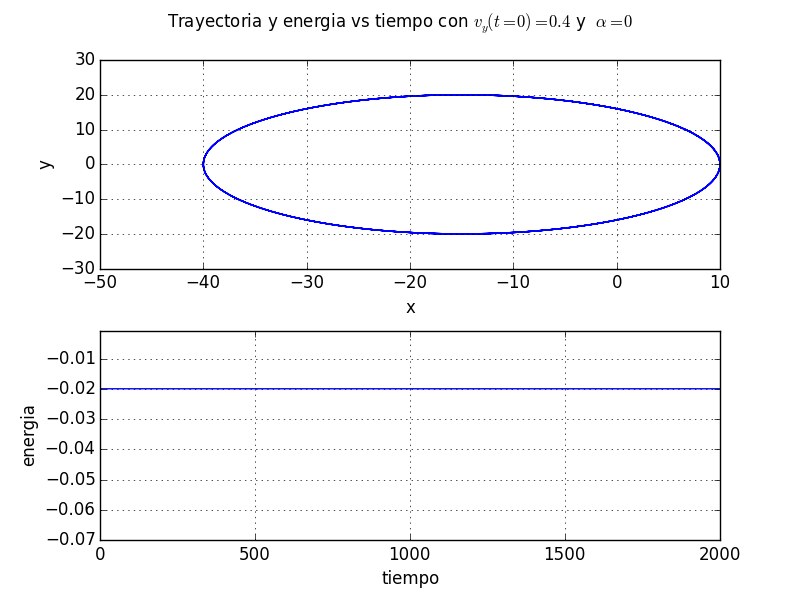 Trayectoria y energia vs tiempo con $v_y(t=0)=0.4$ y $\alpha=0$
30
20
10
0
−10
−20
−30
y
−50 −40 −30 −20 −10 0 10
x
−0.01
−0.02
−0.03
−0.04
−0.05
−0.06
−0.07
energia
0 500 1000 1500 2000
tiempo